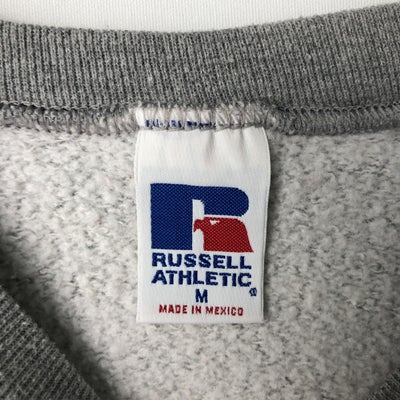 RUSSELL
ATHLETIC®
M
MADE IN MEXICO